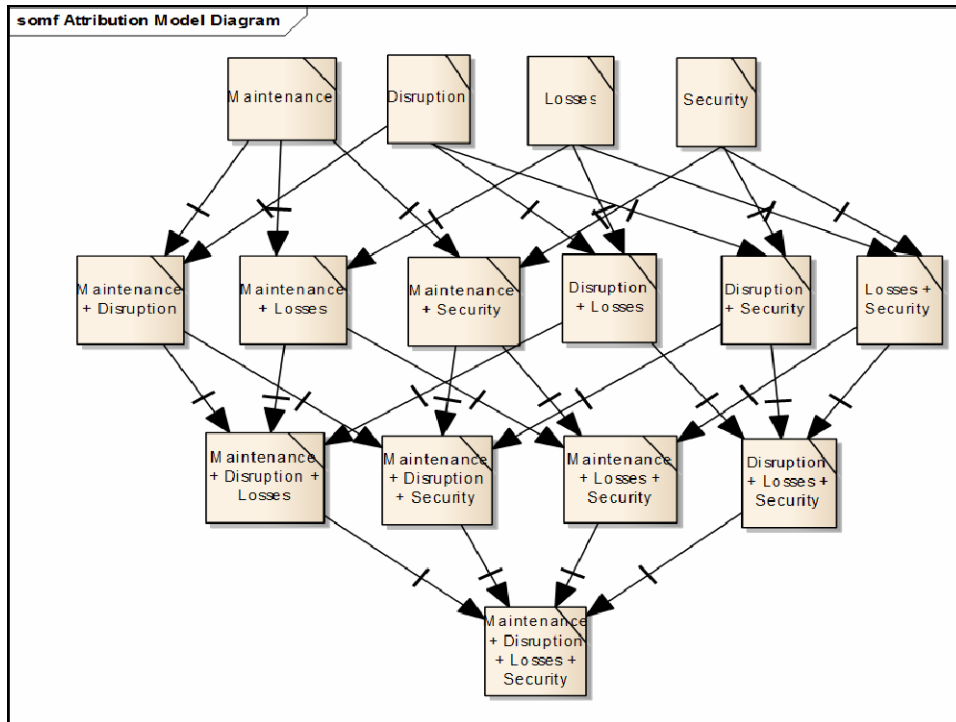 somf Attribution Model Diagram
Maintenance
Disruption
Losses
Security
Maintenance
+ Disruption
Maintenance
+ Losses
Maintenance
+ Security
Disruption
+ Losses
Disruption
+ Security
Losses +
Security
Maintenance
+ Disruption +
Losses
Maintenance
+ Disruption
+ Security
Maintenance
+ Losses +
Security
Disruption
+ Losses +
Security
Maintenance
+ Disruption
+ Losses +
Security